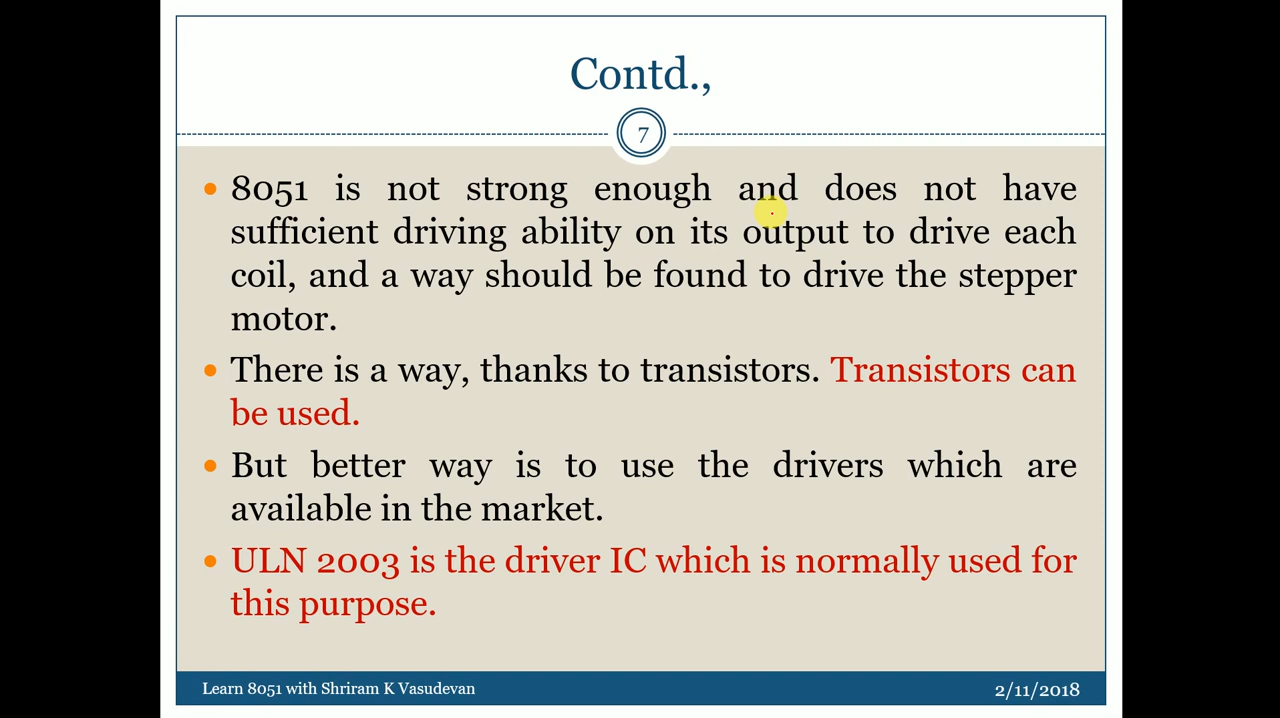 Contd.,
7
8051 is not strong enough and does not have
sufficient driving ability on its output to drive each
coil, and a way should be found to drive the stepper
motor.
There is a way, thanks to transistors. Transistors can
be used.
But better way is to use the drivers which are
available in the market.
ULN 2003 is the driver IC which is normally used for
this purpose.
Learn 8051 with Shriram K Vasudevan
2/11/2018